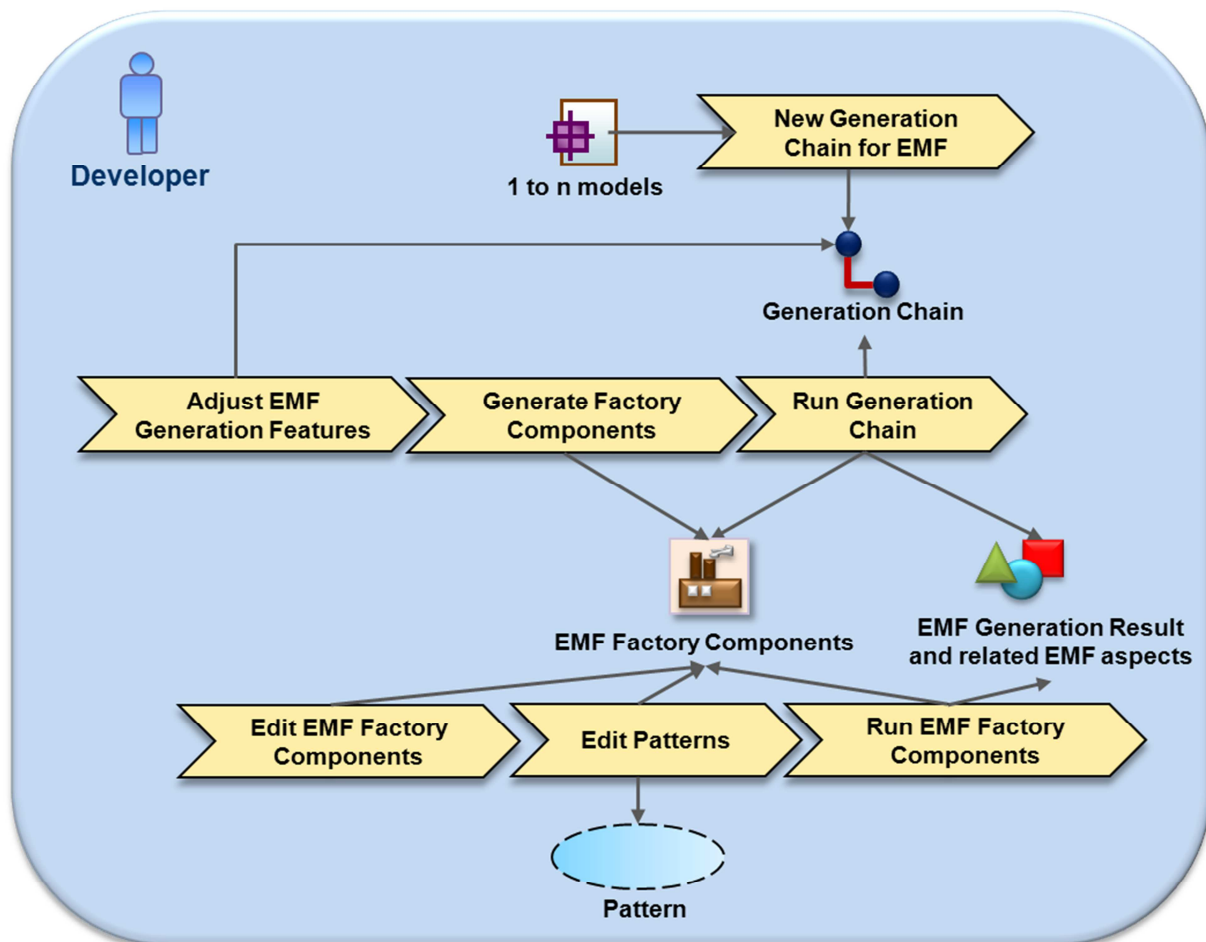 Developer
1 to n models
New Generation
Chain for EMF
Generation Chain
Adjust EMF
Generation Features
Generate Factory
Components
Run Generation
Chain
EMF Factory Components
EMF Generation Result
and related EMF aspects
Edit EMF Factory
Components
Edit Patterns
Run EMF Factory
Components
Pattern